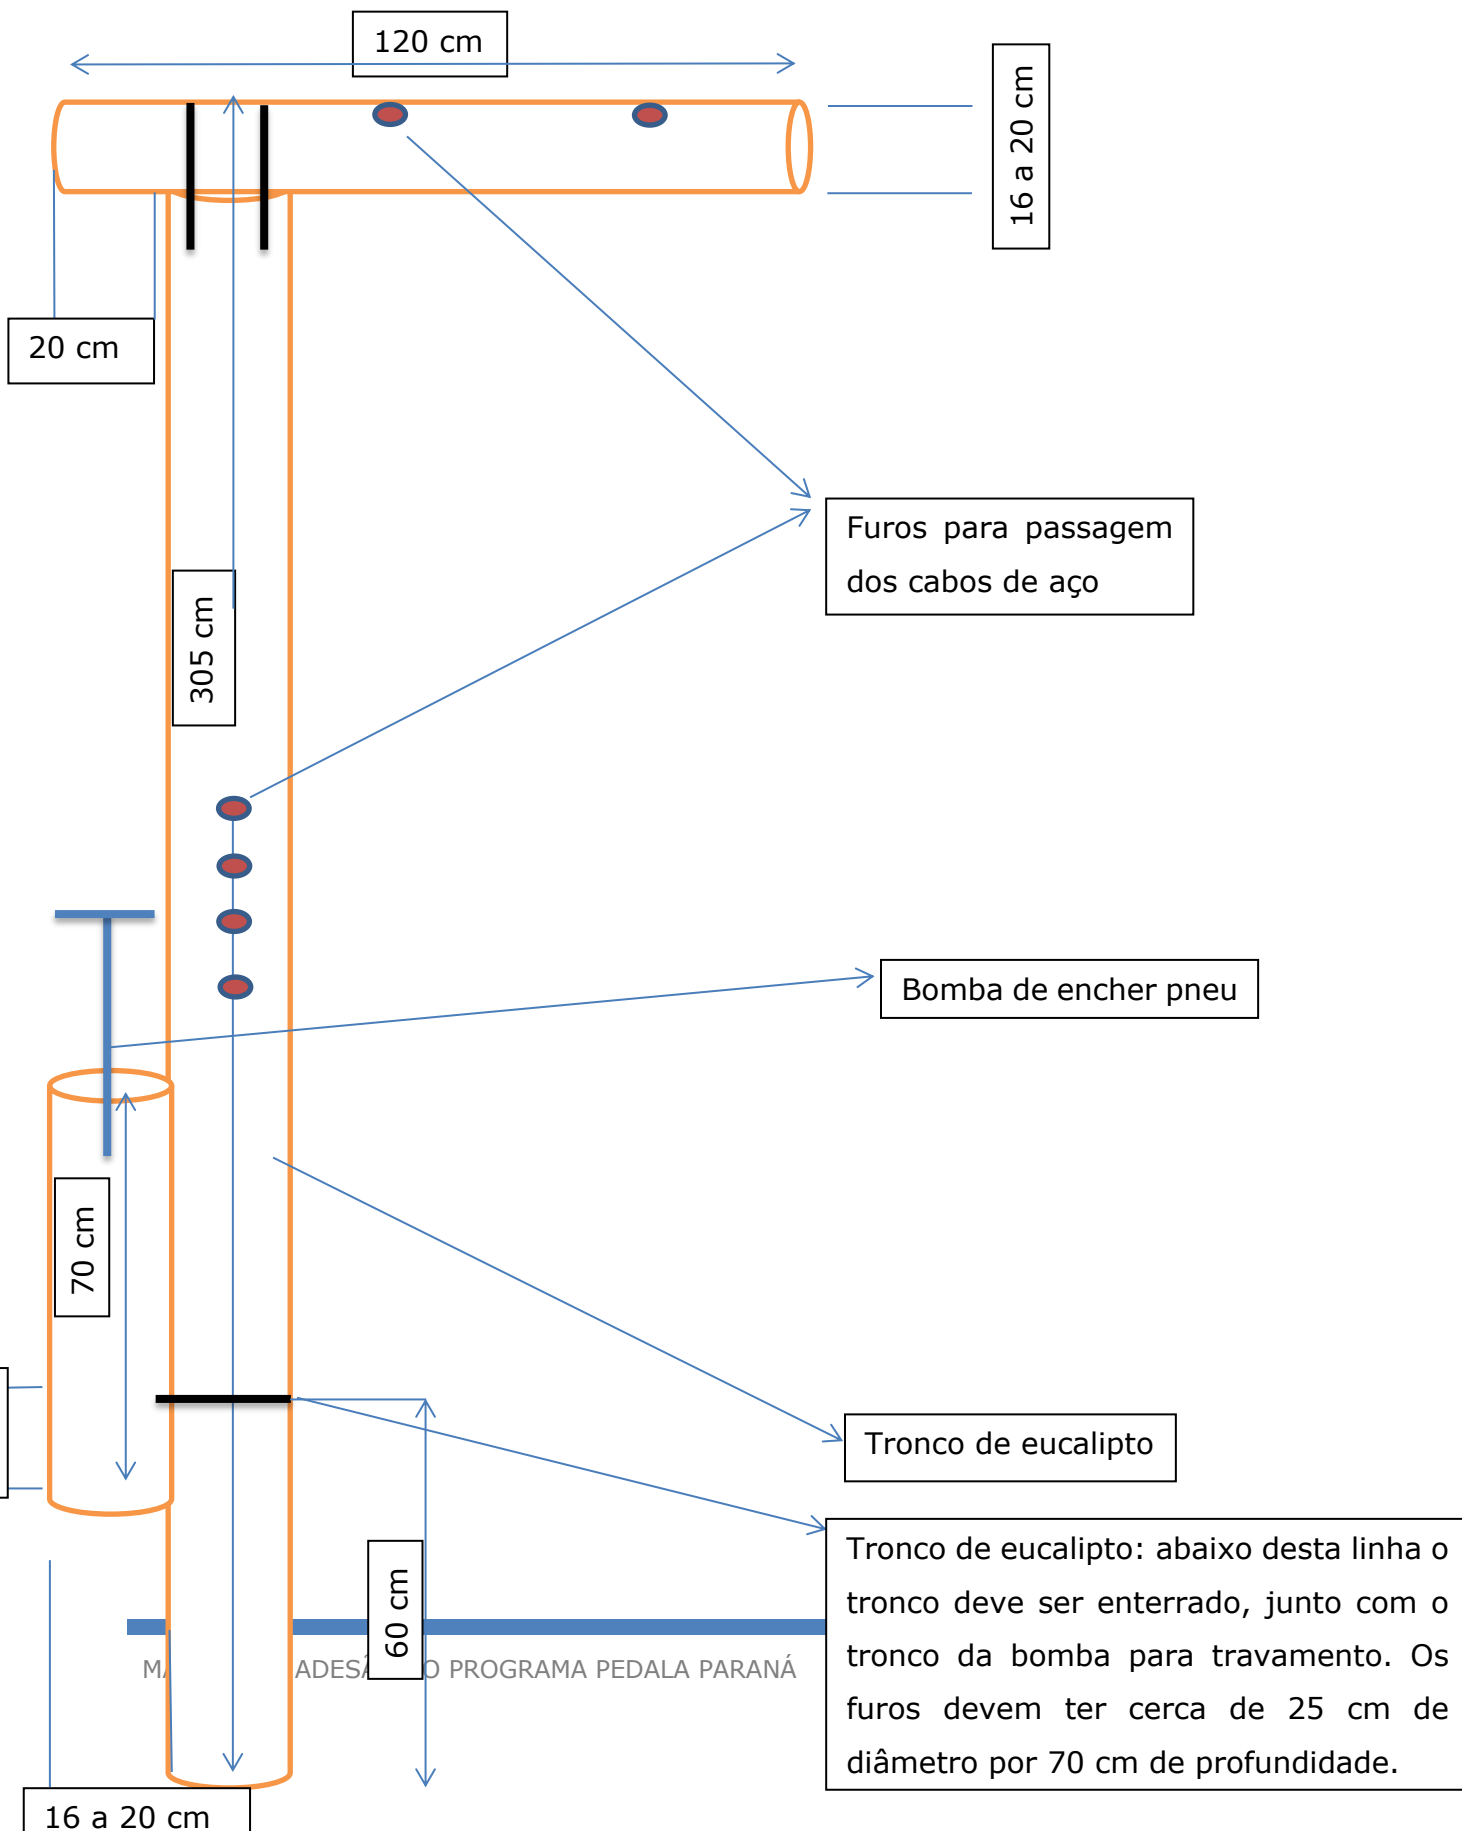 120 cm
16 a 20 cm
20 cm
Furos para passagem
dos cabos de aço
305 cm
Bomba de encher pneu
70 cm
Tronco de eucalipto
60 cm
Tronco de eucalipto: abaixo desta linha o
tronco deve ser enterrado, junto com o
tronco da bomba para travamento. Os
furos devem ter cerca de 25 cm de
diâmetro por 70 cm de profundidade.
PROGRAMA PEDALA PARANÁ
16 a 20 cm